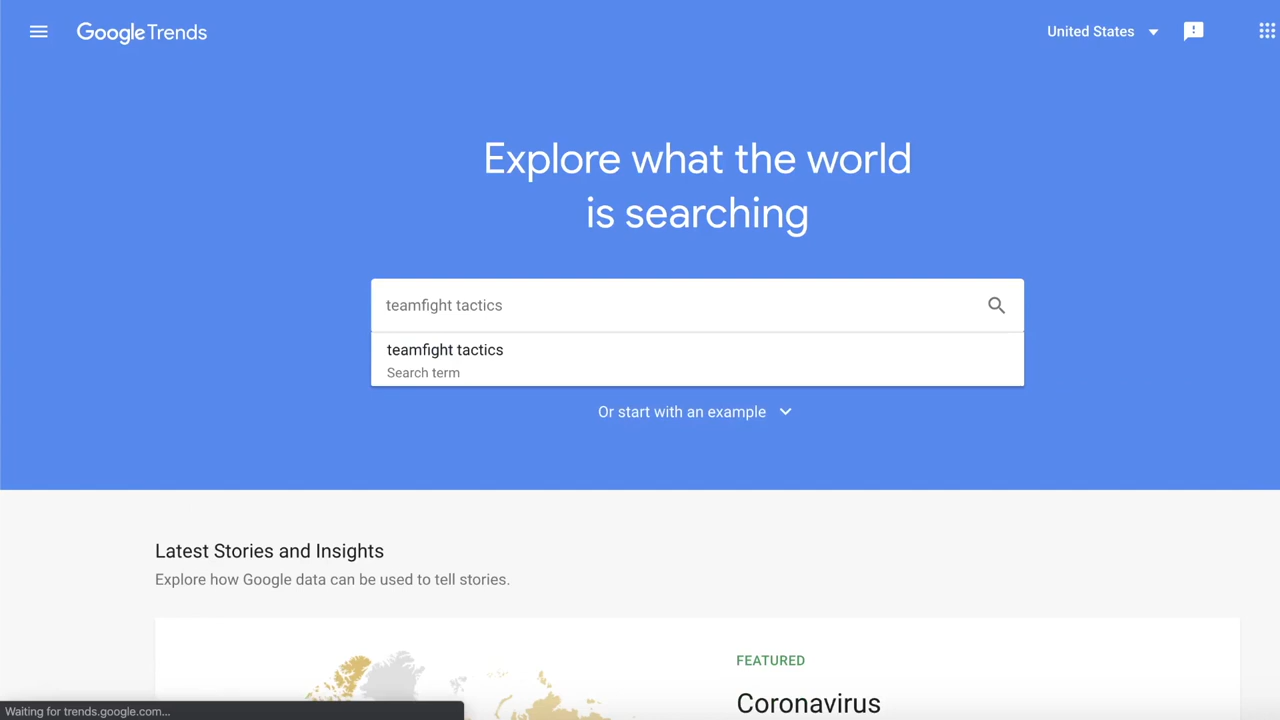 Google Trends
United States
Explore what the world
is searching
teamfight tactics
teamfight tactics
Search term
Or start with an example
Latest Stories and Insights
Explore how Google data can be used to tell stories.
FEATURED
Coronavirus
Waiting for trends.google.com...